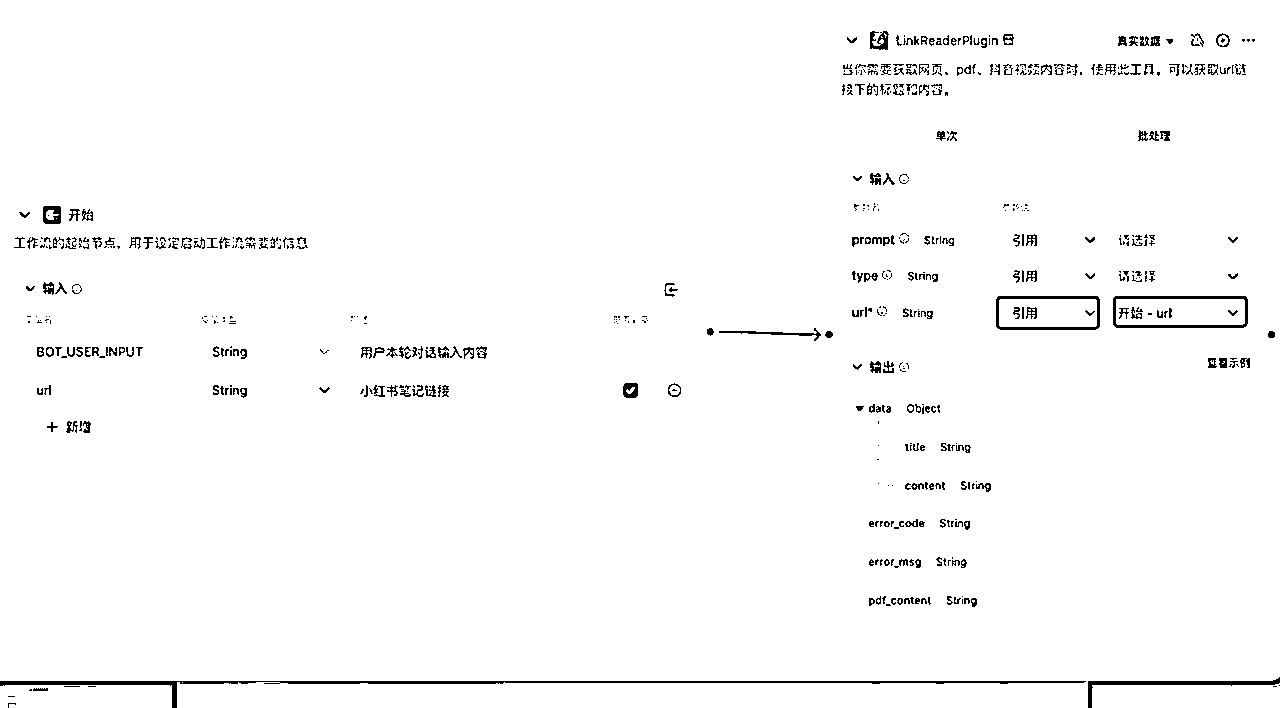 开始
工作流的起始节点，用于设定启动工作流需要的信息
输入
BOT_USER_INPUT String 用户本轮对话输入内容
url String 小红书笔记链接
+ 新增
LinkReaderPlugin 真实数据
当你需要获取网页、pdf、抖音视频内容时，使用此工具。可以获取url链
接下的标题和内容。
单次 批处理
输入
prompt String 引用 请选择
type String 引用 请选择
url* String 引用 开始 - url
输出 查看示例
data Object
title String
content String
error_code String
error_msg String
pdf_content String